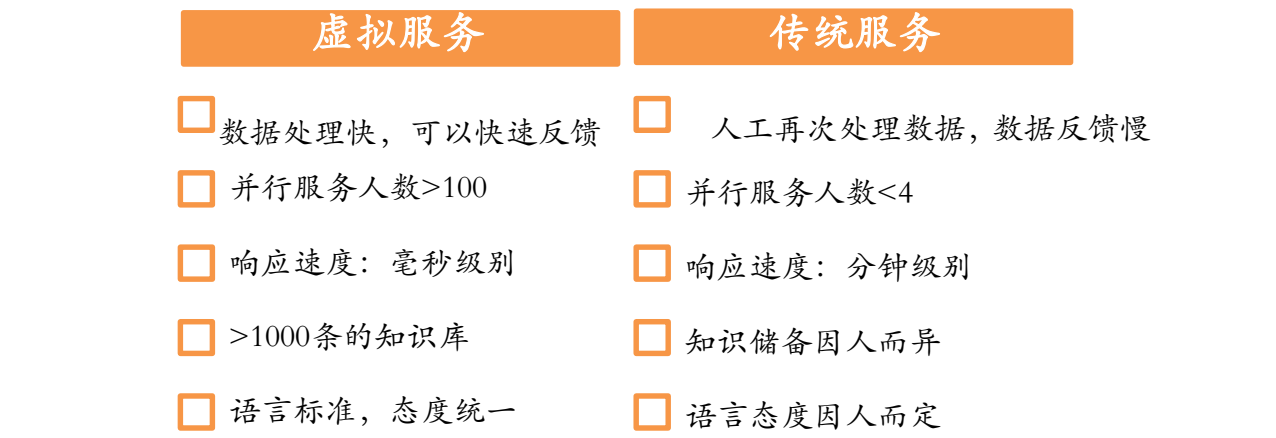 虚拟服务
传统服务
数据处理快，可以快速反馈
人工再次处理数据，数据反馈慢
并行服务人数>100
并行服务人数<4
响应速度：毫秒级别
响应速度：分钟级别
>1000条的知识库
知识储备因人而异
语言标准，态度统一
语言态度因人而定